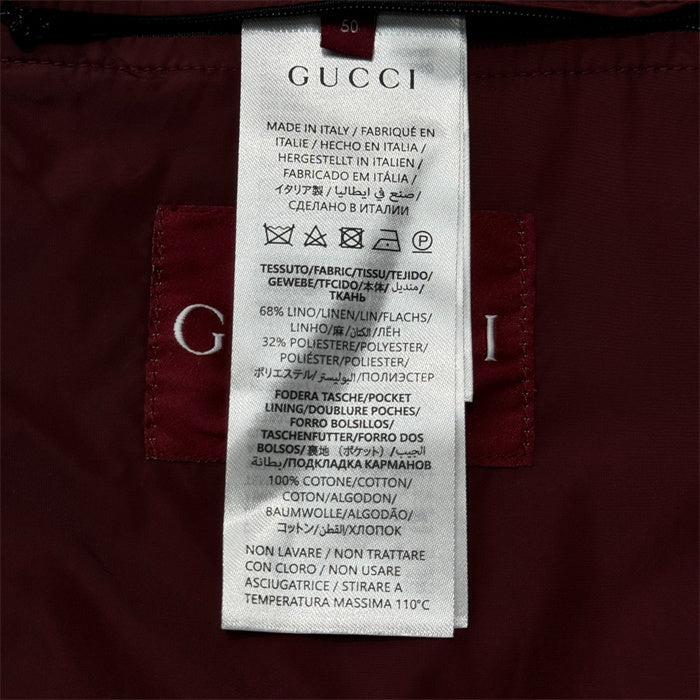 50
GUCCI
MADE IN ITALY / FABRIQUÉ EN
ITALIE / HECHO EN ITALIA /
HERGESTELLT IN ITALIEN /
FABRICADO EM ITÁLIA /
イタリア製 / صنع في ايطاليا /
СДЕЛАНО В ИТАЛИИ
P
TESSUTO/FABRIC/TISSU/TEJIDO/
GEWEBE/TFCIDO/本体/منديل/
ТКАНЬ
68% LINO/LINEN/LIN/FLACHS/
LINHO/麻/الكتان/ЛЁН
32% POLIESTERE/POLYESTER/
POLIÉSTER/POLIESTER/
ポリエステル/البوليستر/ПОЛИЭСТЕР
FODERA TASCHE/POCKET
LINING/DOUBLURE POCHES/
FORRO BOLSILLOS/
TASCHENFUTTER/FORRO DOS
BOLSOS/裏地（ポケット）/الجيب
بطانة/ПОДКЛАДКА КАРМАНОВ
100% COTONE/COTTON/
COTON/ALGODON/
BAUMWOLLE/ALGODÃO/
コットン/القطن/ХЛОПОК
NON LAVARE / NON TRATTARE
CON CLORO / NON USARE
ASCIUGATRICE / STIRARE A
TEMPERATURA MASSIMA 110°C
G I